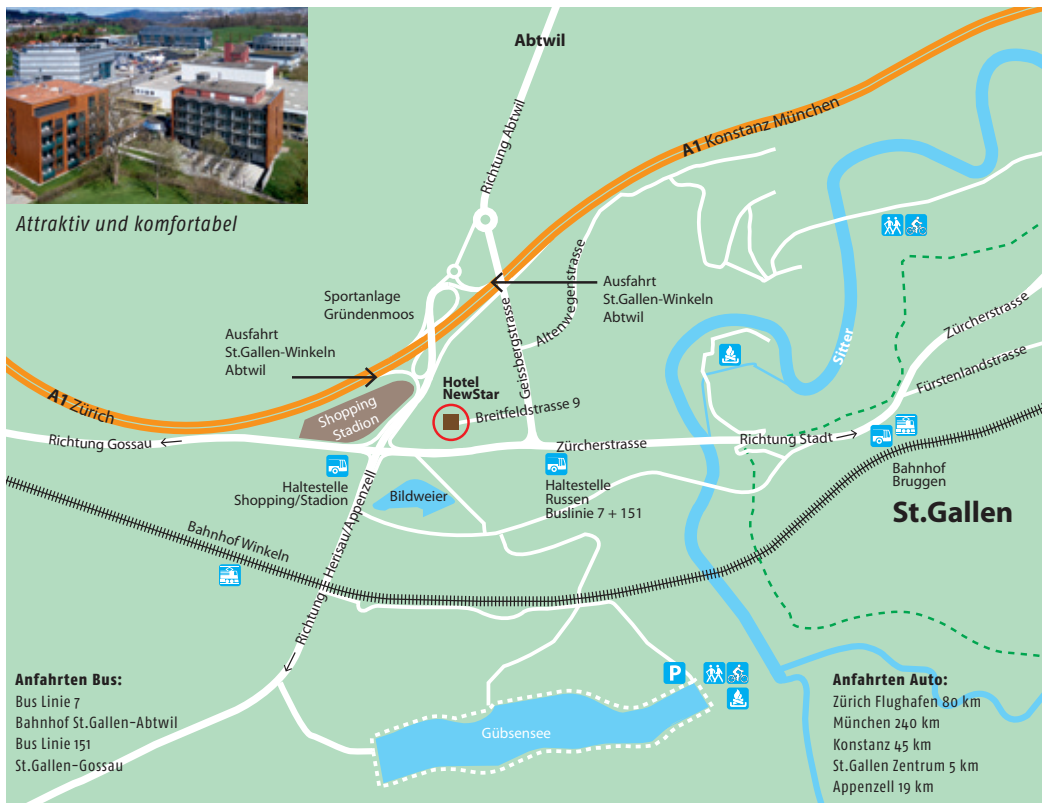 Abtwil
A1 Konstanz München
Richtung Abtwil
Attraktiv und komfortabel
Sportanlage
Gründenmoos
Ausfahrt
St.Gallen-Winkeln
Abtwil
Altenwegenstrasse
Geissbergstrasse
Ausfahrt
St.Gallen-Winkeln
Abtwil
Sitter
Zürcherstrasse
Fürstenlandstrasse
A1 Zürich
Shopping
Stadion
Hotel
NewStar
Breitfeldstrasse 9
Richtung Gossau
Zürcherstrasse
Richtung Stadt
Haltestelle
Shopping/Stadion
Bildweier
Haltestelle
Russen
Buslinie 7 + 151
Bahnhof
Bruggen
St.Gallen
Bahnhof Winkeln
Richtung Herisau/Appenzell
P
Gübsensee
Anfahrten Bus:
Bus Linie 7
Bahnhof St.Gallen-Abtwil
Bus Linie 151
St.Gallen-Gossau
Anfahrten Auto:
Zürich Flughafen 80 km
München 240 km
Konstanz 45 km
St.Gallen Zentrum 5 km
Appenzell 19 km